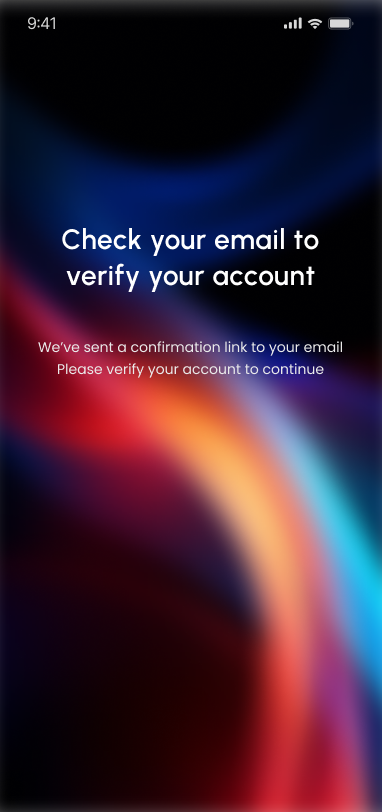 9:41
Check your email to
verify your account
We’ve sent a confirmation link to your email
Please verify your account to continue